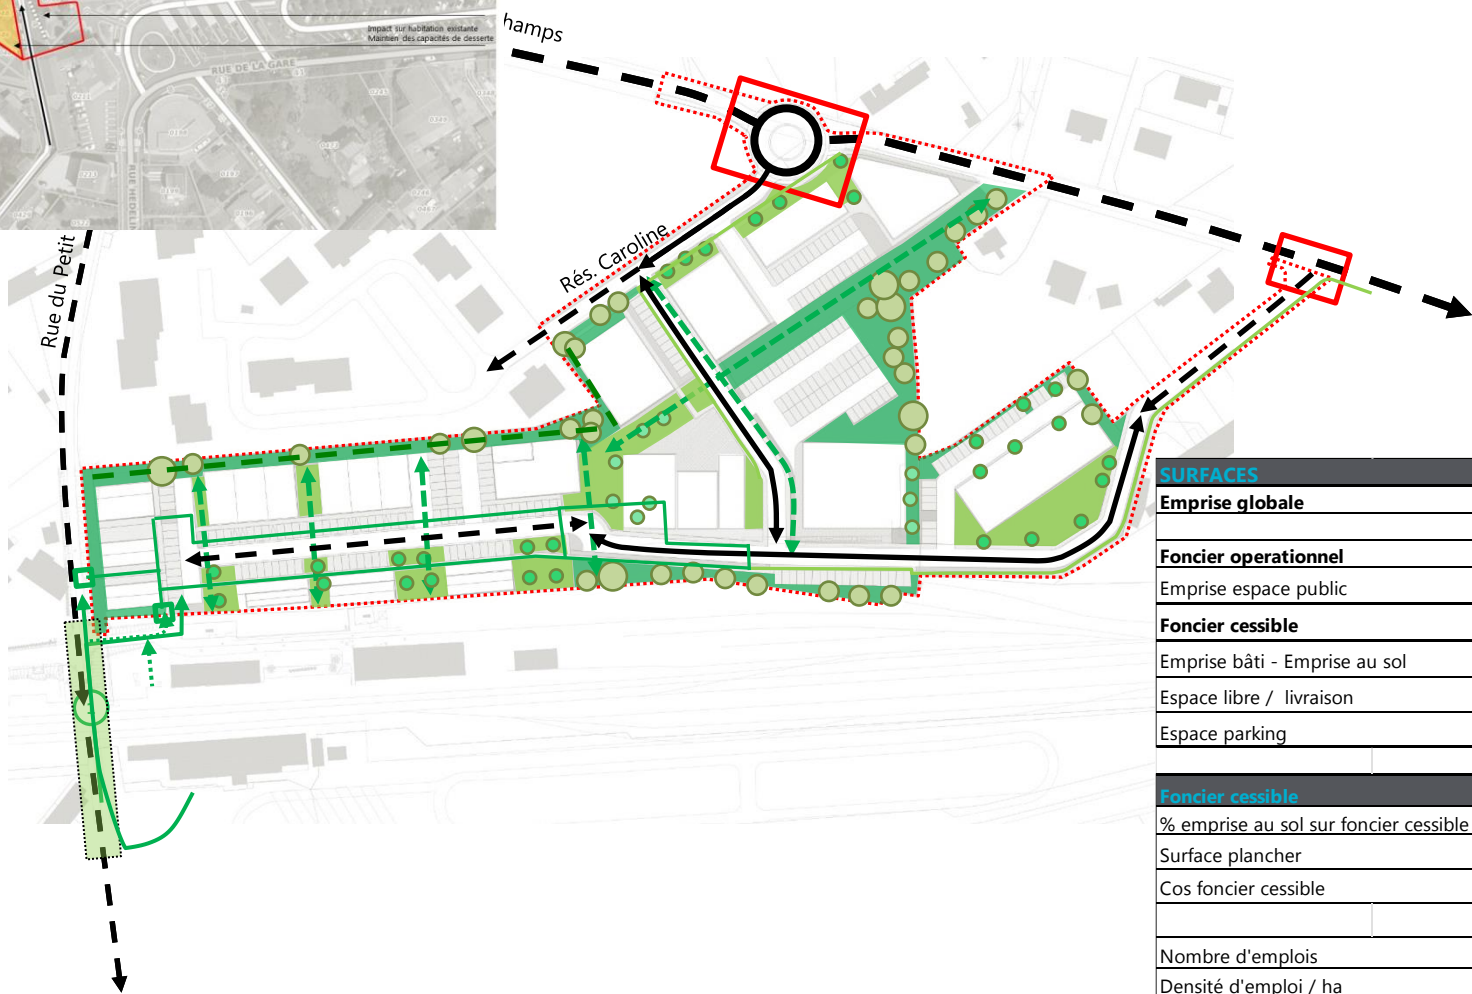 Impact sur habitation existante
Maintien des capacités de desserte
RUE DE LA GARE
hamps
Rés. Caroline
Rue du Petit
SURFACES
Emprise globale
Foncier operationnel
Emprise espace public
Foncier cessible
Emprise bâti - Emprise au sol
Espace libre / livraison
Espace parking
Foncier cessible
% emprise au sol sur foncier cessible
Surface plancher
Cos foncier cessible
Nombre d'emplois
Densité d'emploi / ha